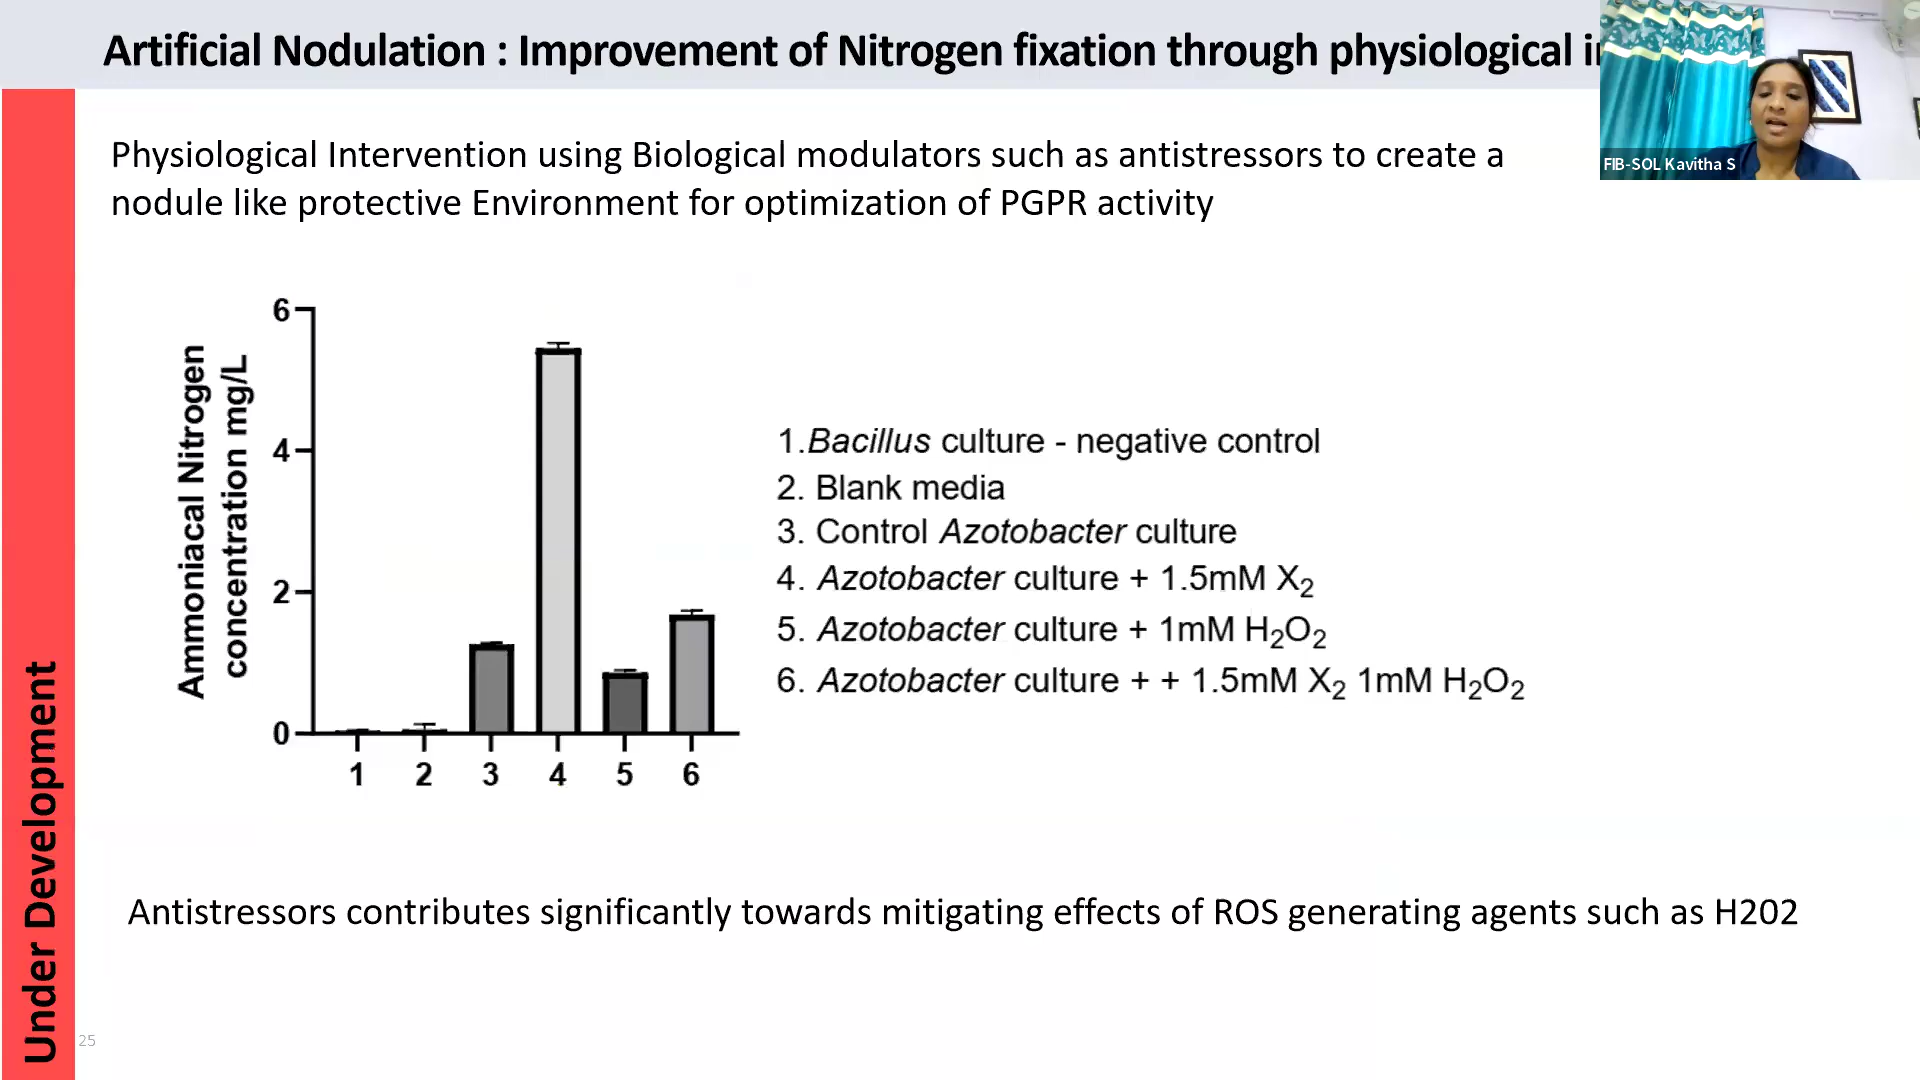 Artificial Nodulation : Improvement of Nitrogen fixation through physiological
FIB-SOL Kavitha S
Physiological Intervention using Biological modulators such as antistressors to create a
nodule like protective Environment for optimization of PGPR activity
Ammoniacal Nitrogen
concentration mg/L
6
4
2
0
1 2 3 4 5 6
1.Bacillus culture - negative control
2. Blank media
3. Control Azotobacter culture
4. Azotobacter culture + 1.5mM X₂
5. Azotobacter culture + 1mM H₂O₂
6. Azotobacter culture + + 1.5mM X₂ 1mM H₂O₂
Antistressors contributes significantly towards mitigating effects of ROS generating agents such as H202
Under Development
25